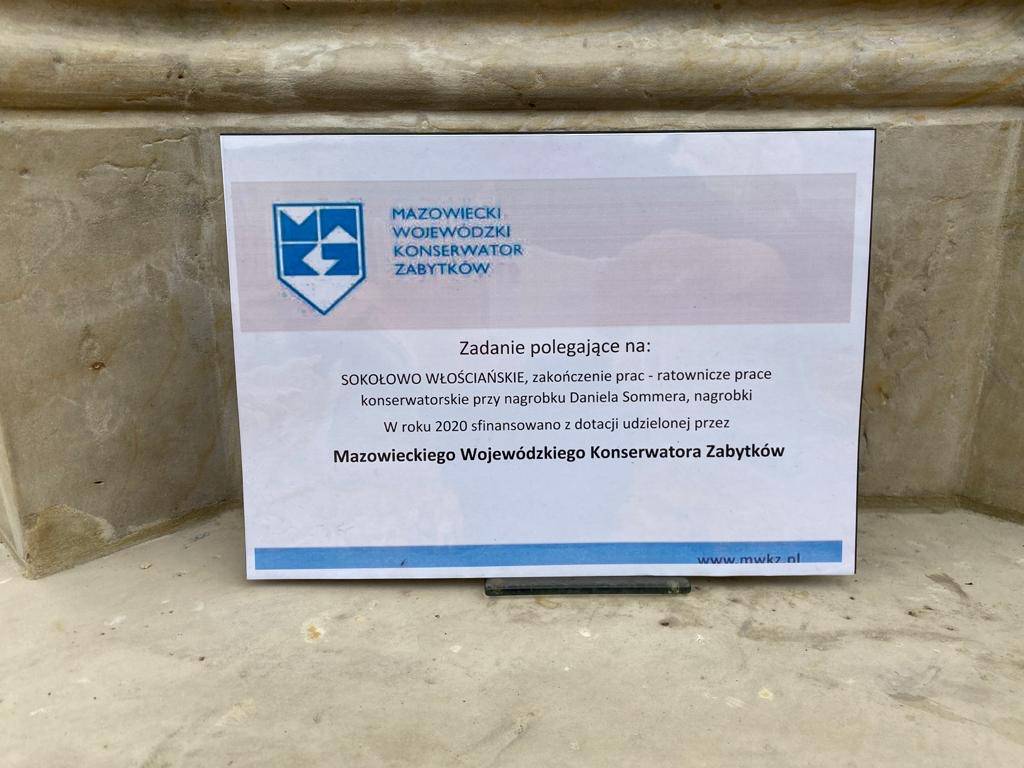 MAZOWIECKI
WOJEWÓDZKI
KONSERWATOR
ZABYTKÓW
Zadanie polegające na:
SOKOŁOWO WŁOŚCIAŃSKIE, zakończenie prac - ratownicze prace
konserwatorskie przy nagrobku Daniela Sommera, nagrobki
W roku 2020 sfinansowano z dotacji udzielonej przez
Mazowieckiego Wojewódzkiego Konserwatora Zabytków
www.mwkz.pl